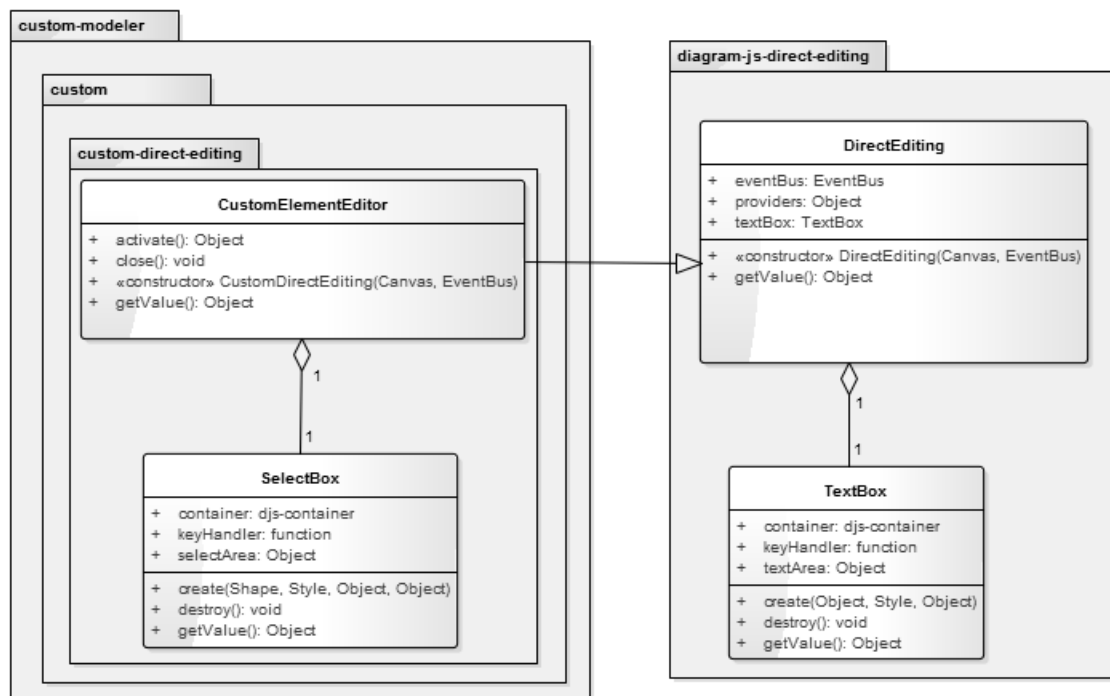 custom-modeler
custom
custom-direct-editing
CustomElementEditor
+ activate(): Object
+ close(): void
+ «constructor» CustomDirectEditing(Canvas, EventBus)
+ getValue(): Object
1
1
SelectBox
+ container: djs-container
+ keyHandler: function
+ selectArea: Object
+ create(Shape, Style, Object, Object)
+ destroy(): void
+ getValue(): Object
diagram-js-direct-editing
DirectEditing
+ eventBus: EventBus
+ providers: Object
+ textBox: TextBox
+ «constructor» DirectEditing(Canvas, EventBus)
+ getValue(): Object
1
1
TextBox
+ container: djs-container
+ keyHandler: function
+ textArea: Object
+ create(Object, Style, Object)
+ destroy(): void
+ getValue(): Object